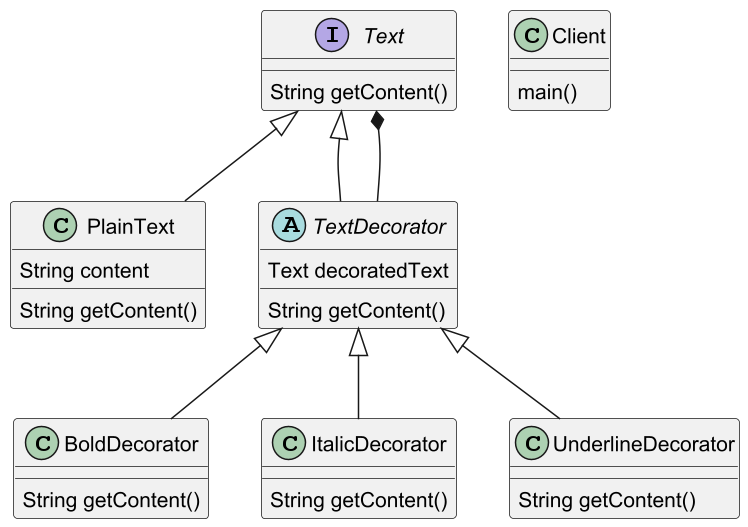 I Text
String getContent()
C Client
main()
C PlainText
String content
String getContent()
A TextDecorator
Text decoratedText
String getContent()
C BoldDecorator
String getContent()
C ItalicDecorator
String getContent()
C UnderlineDecorator
String getContent()